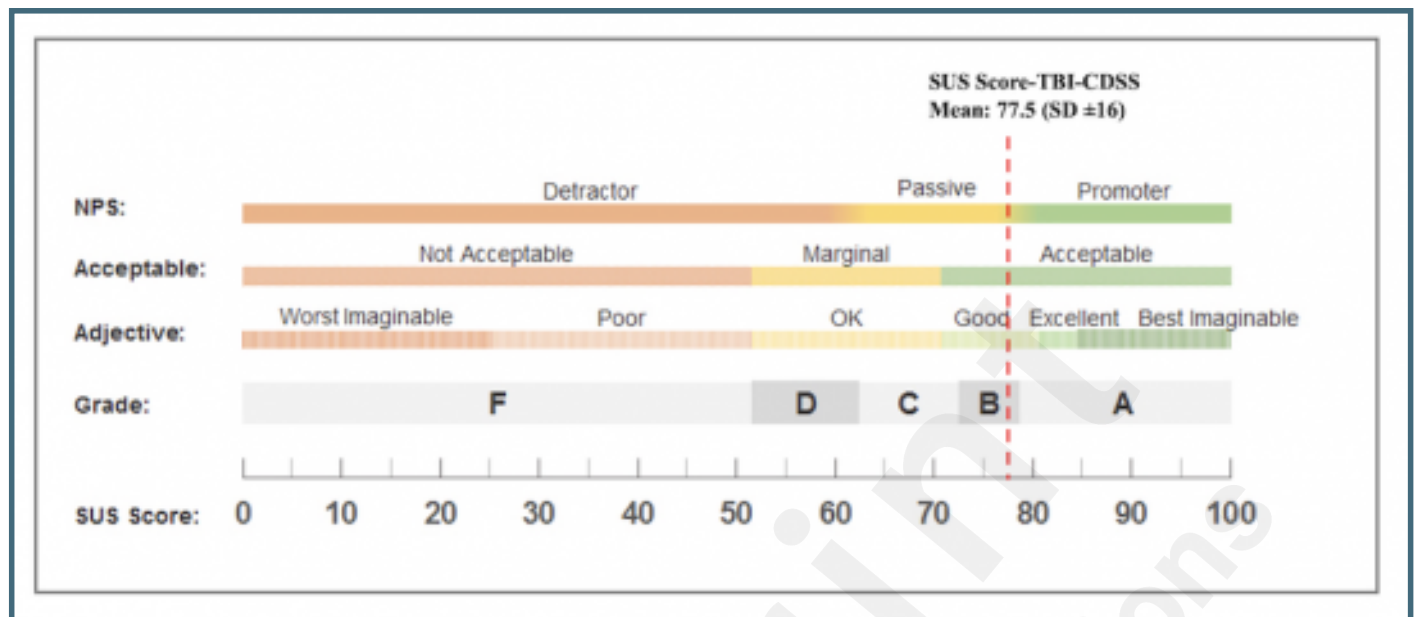 SUS Score-TBI-CDSS
Mean: 77.5 (SD ±16)
NPS: Detractor Passive Promoter
Acceptable: Not Acceptable Marginal Acceptable
Adjective: Worst Imaginable Poor OK Good Excellent Best Imaginable
Grade: F D C B A
SUS Score: 0 10 20 30 40 50 60 70 80 90 100